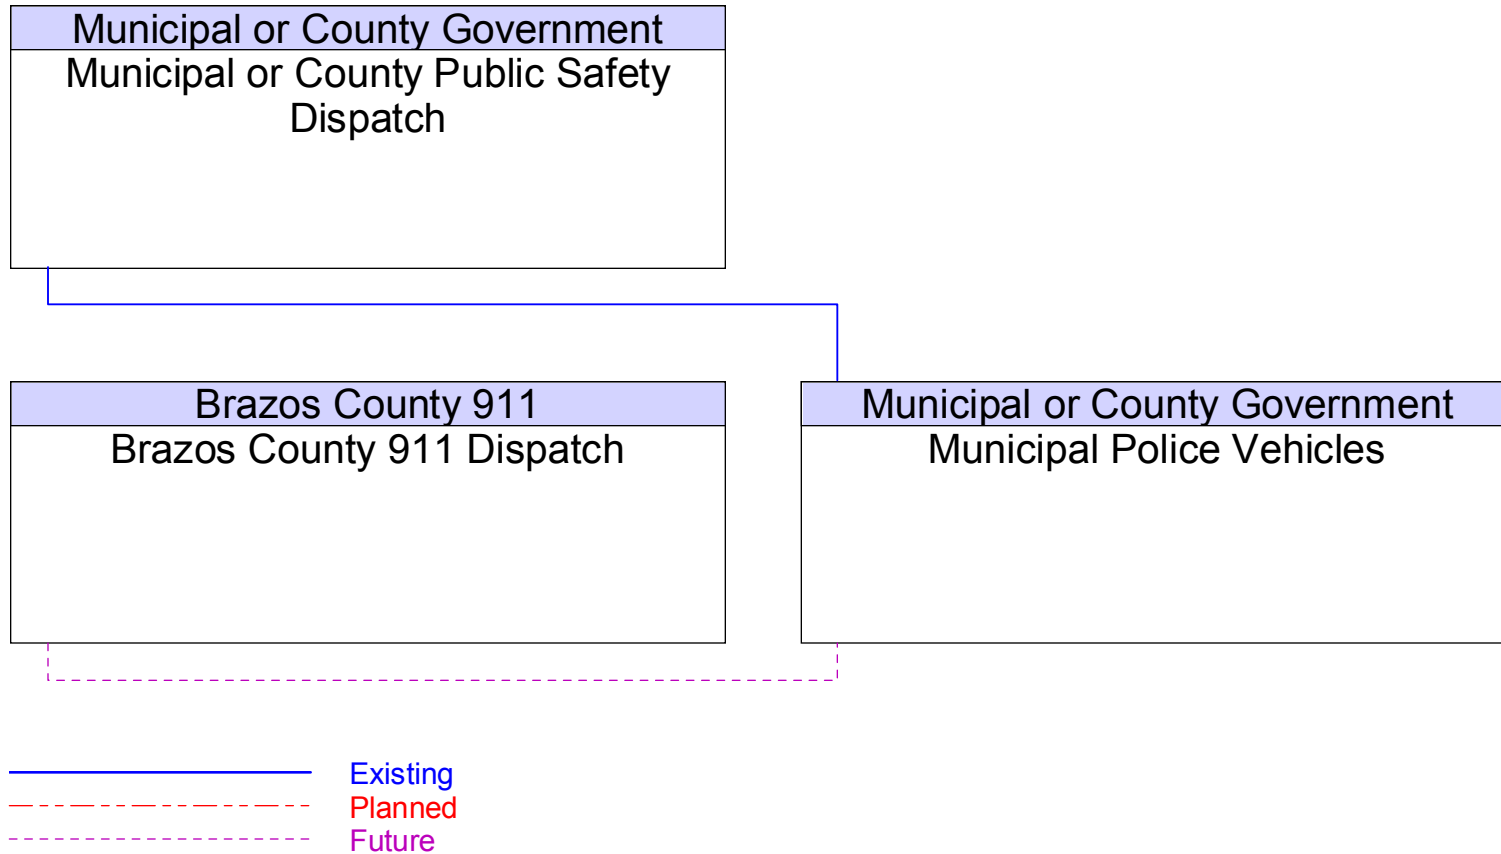 Municipal or County Government
Municipal or County Public Safety
Dispatch
Brazos County 911
Brazos County 911 Dispatch
Municipal or County Government
Municipal Police Vehicles
Existing
Planned
Future